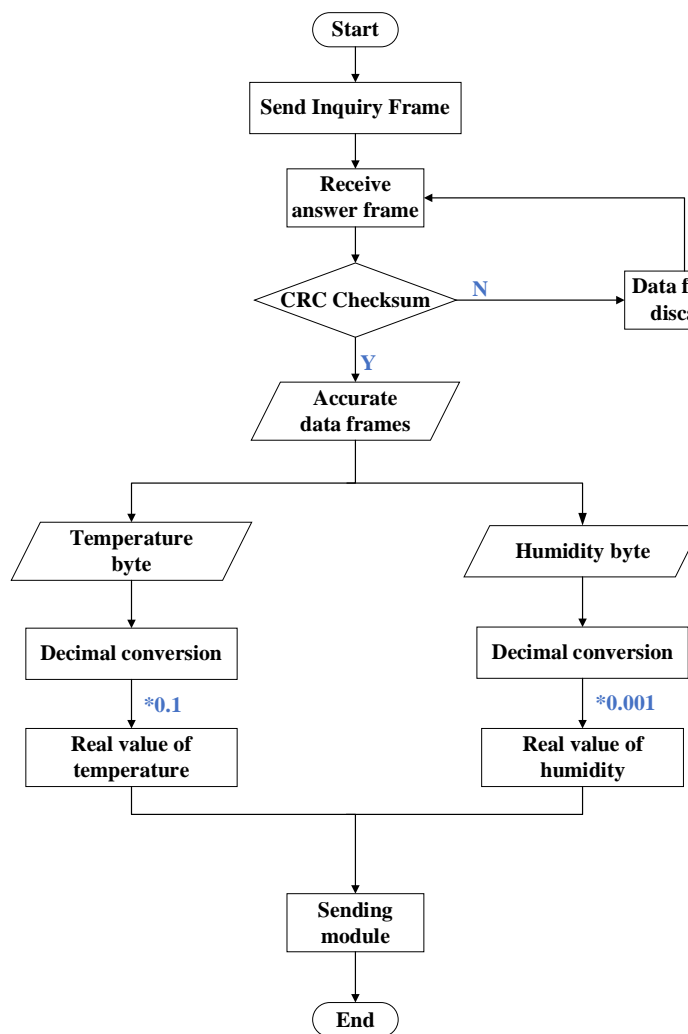 Start
Send Inquiry Frame
Receive
answer frame
CRC Checksum
N
Data
Y
Accurate
data frames
Temperature
byte
Humidity byte
Decimal conversion
Decimal conversion
*0.1
*0.001
Real value of
temperature
Real value of
humidity
Sending
module
End